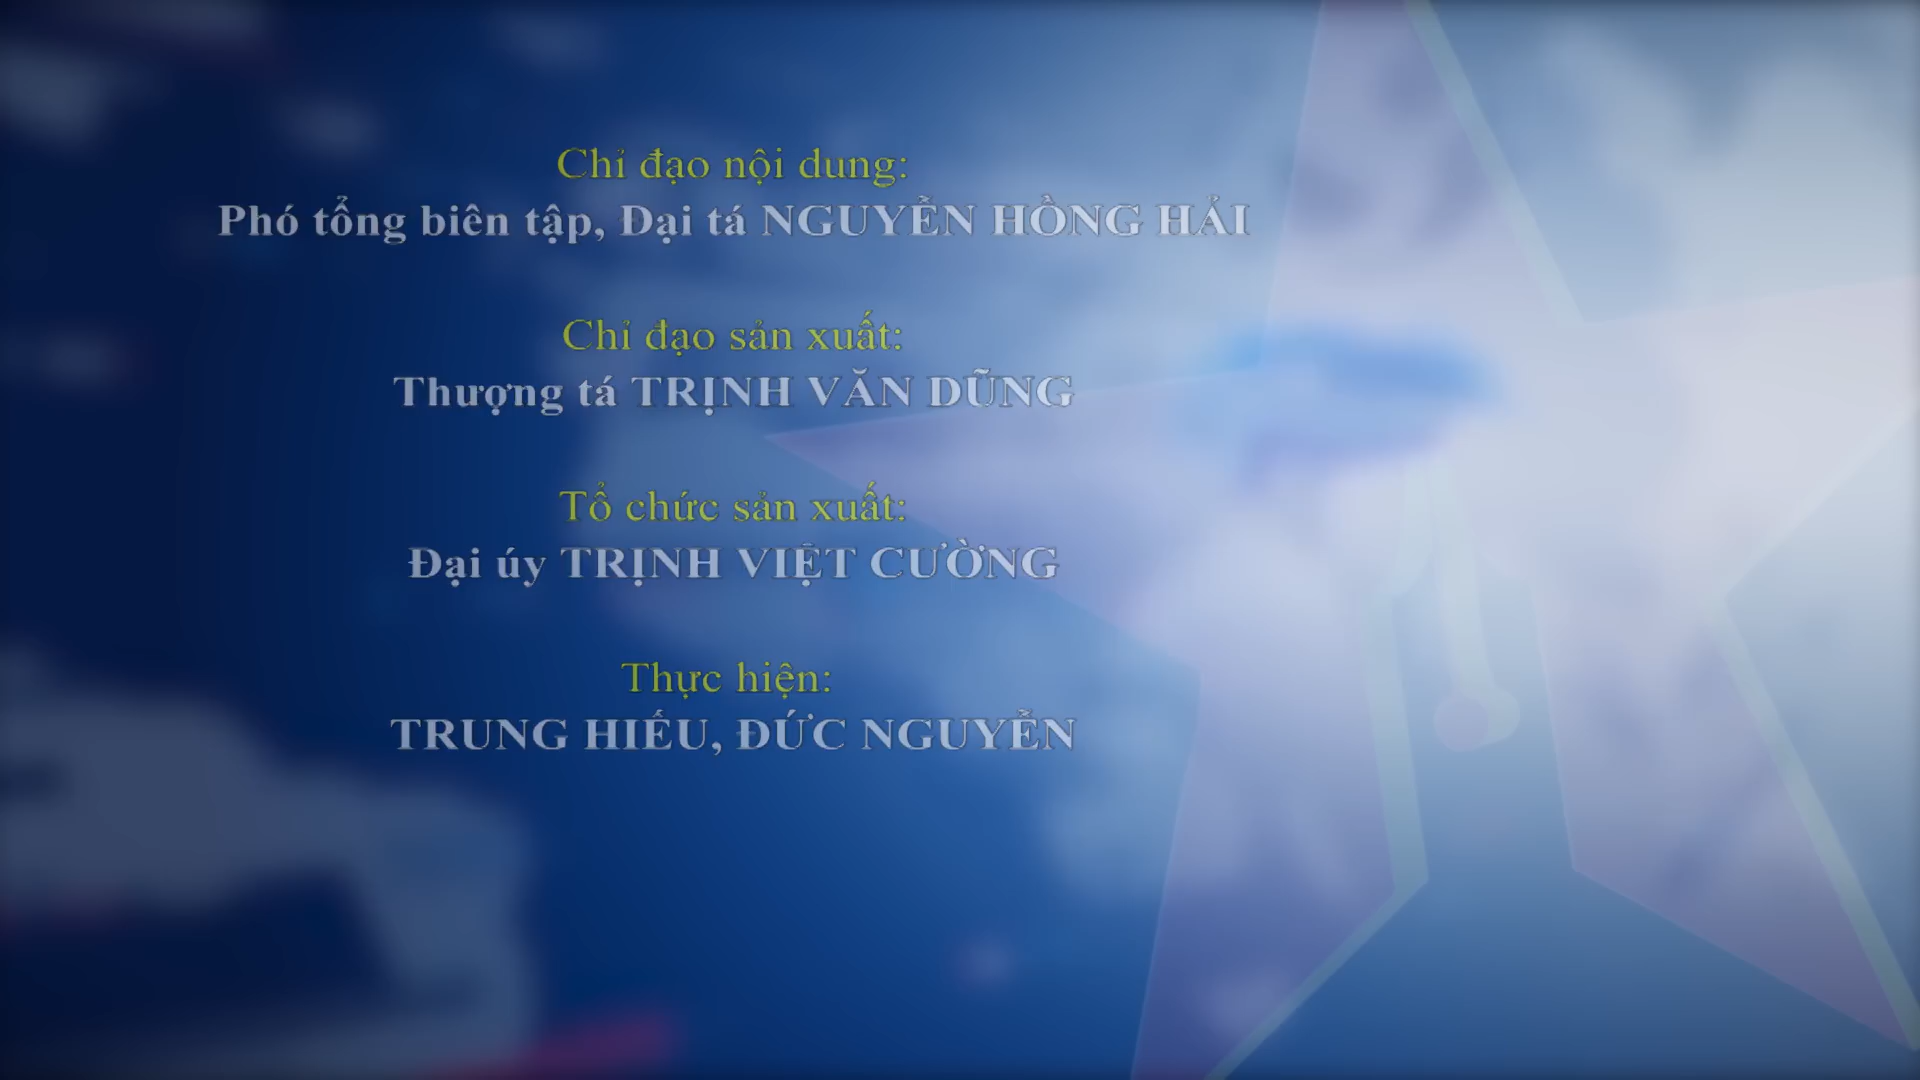 Chỉ đạo nội dung:
Phó tổng biên tập, Đại tá NGUYỄN HỒNG HẢI
Chỉ đạo sản xuất:
Thượng tá TRỊNH VĂN DŨNG
Tổ chức sản xuất:
Đại úy TRỊNH VIỆT CƯỜNG
Thực hiện:
TRUNG HIẾU, ĐỨC NGUYỄN